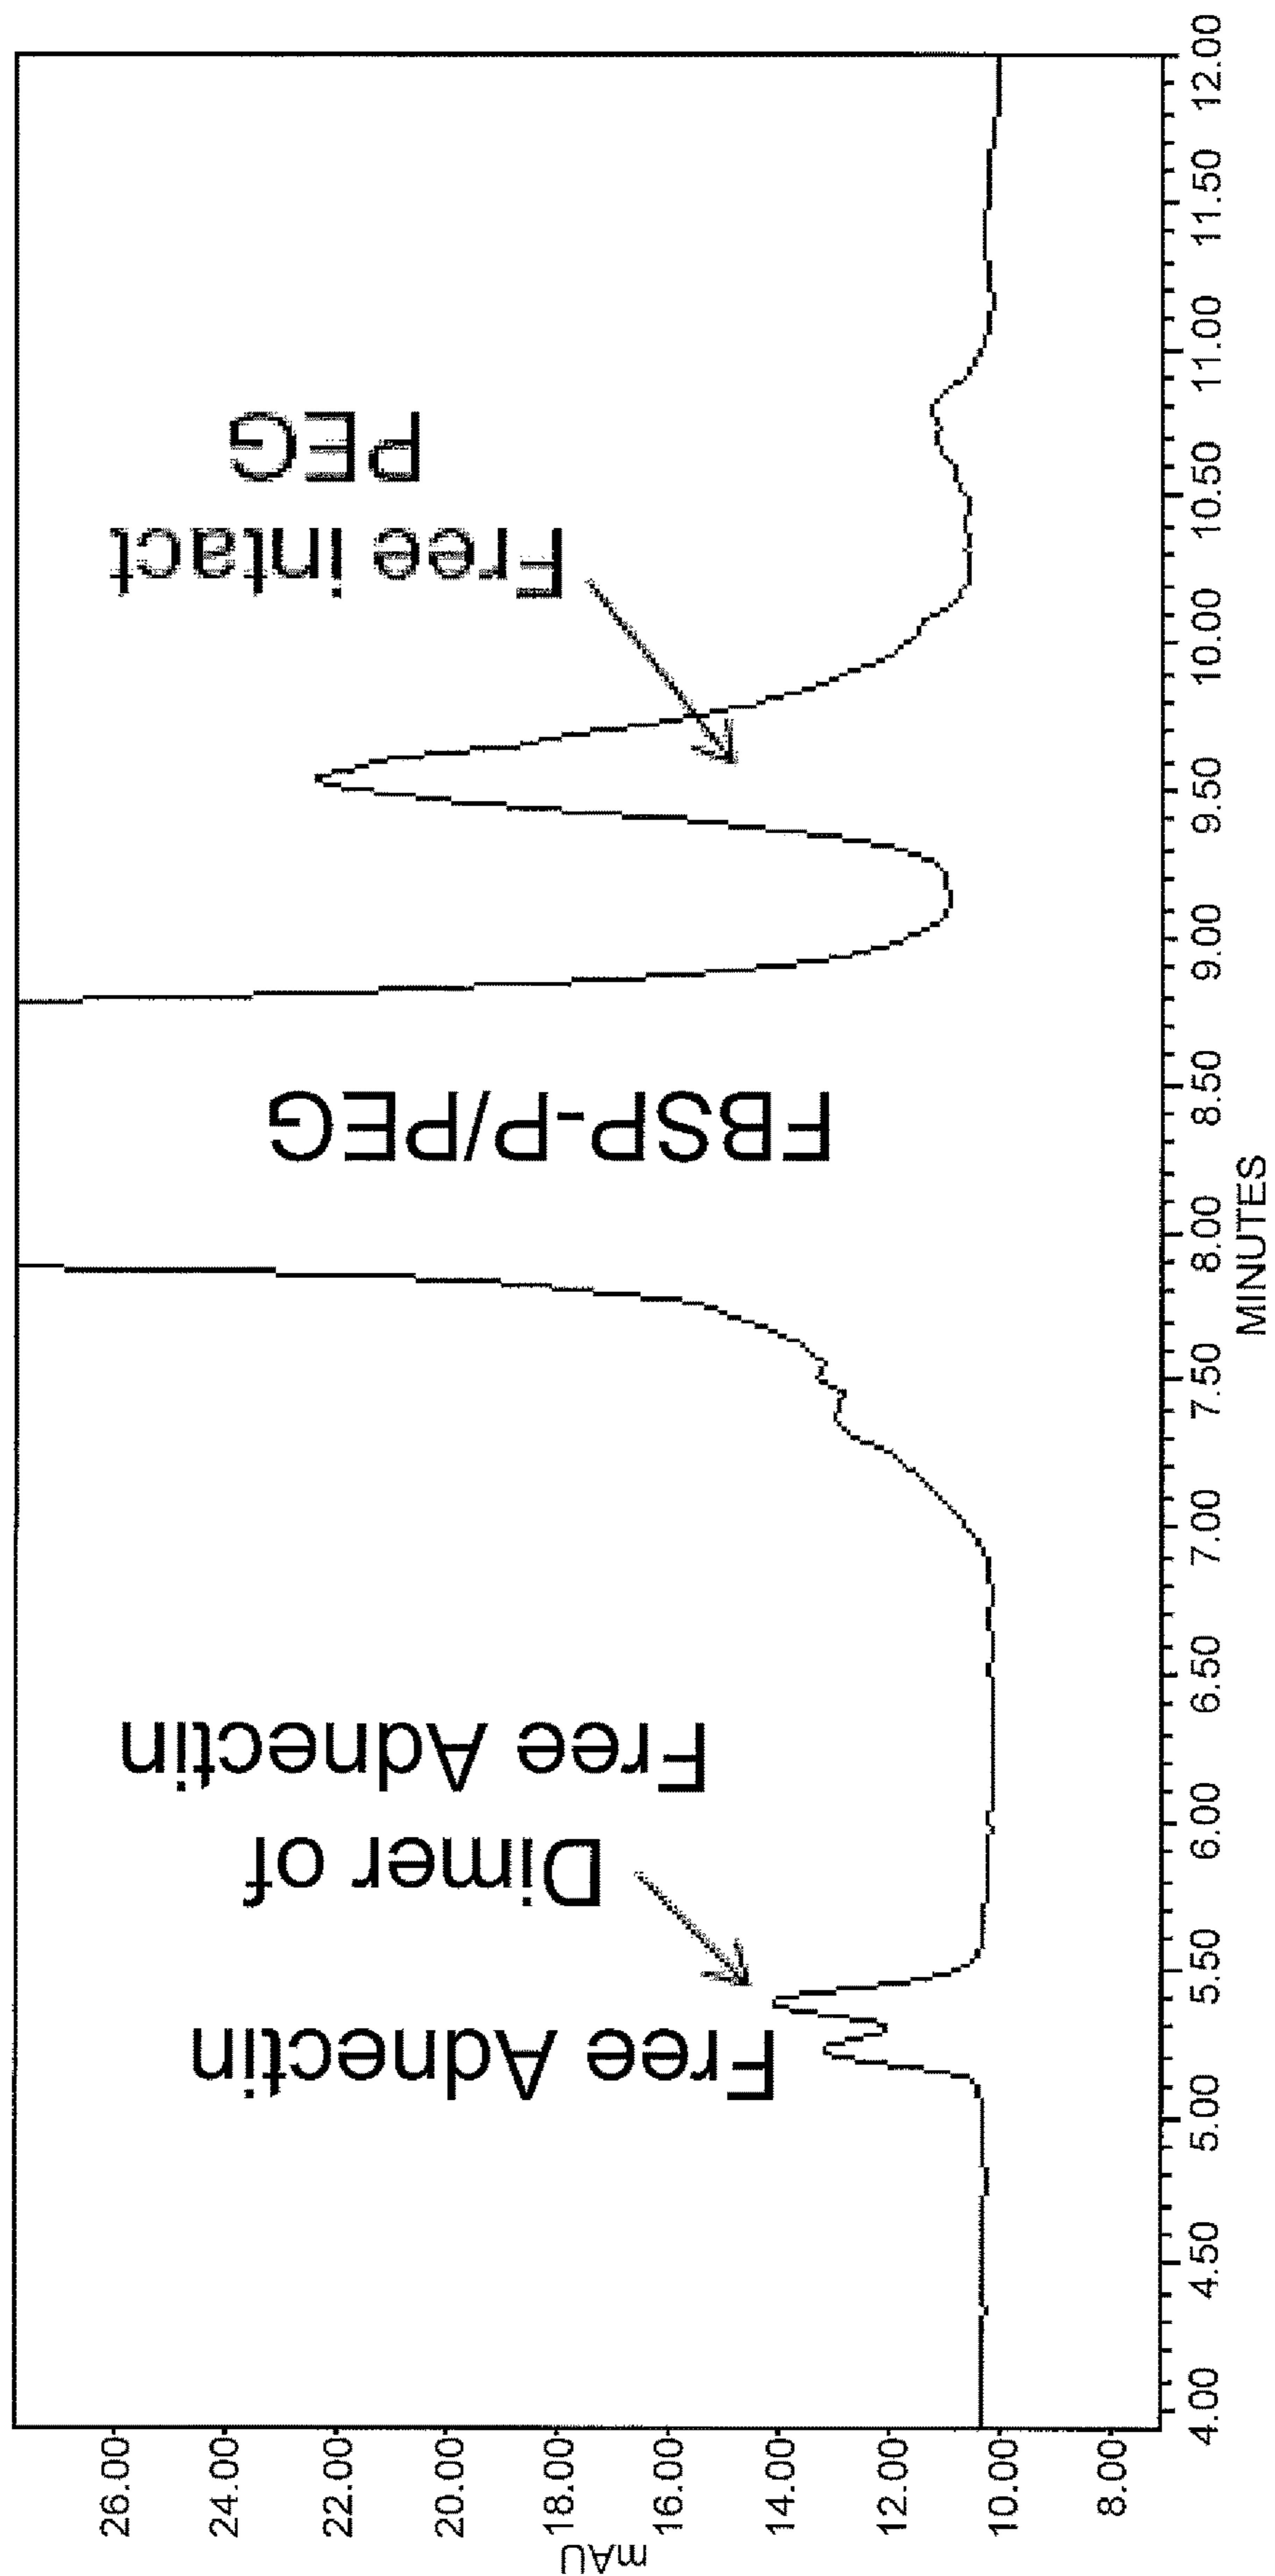 mAU
26.00
24.00
22.00
20.00
18.00
16.00
14.00
12.00
10.00
8.00
Free Adnectin
Dimer of
Free Adnectin
FBSP-P/PEG
Free intact
PEG
4.00 4.50 5.00 5.50 6.00 6.50 7.00 7.50 8.00 8.50 9.00 9.50 10.00 10.50 11.00 11.50 12.00
MINUTES